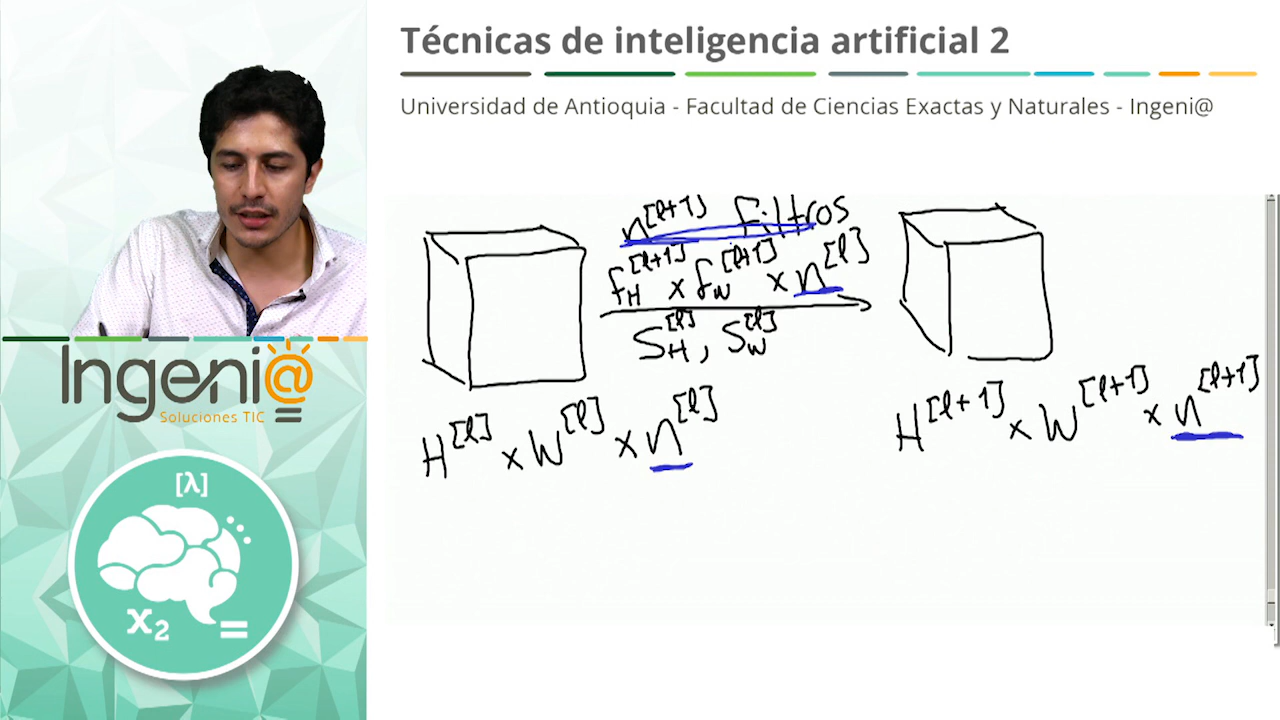 Técnicas de inteligencia artificial 2
Universidad de Antioquia - Facultad de Ciencias Exactas y Naturales - Ingeni@
n^[l+1] filtros
f_H^[l+1] x f_W^[l+1] x n^[l]
S_H^[l], S_W^[l]
H^[l] x W^[l] x n^[l]
H^[l+1] x W^[l+1] x n^[l+1]
Ingeni@
Soluciones TIC
[λ]
x₂ =